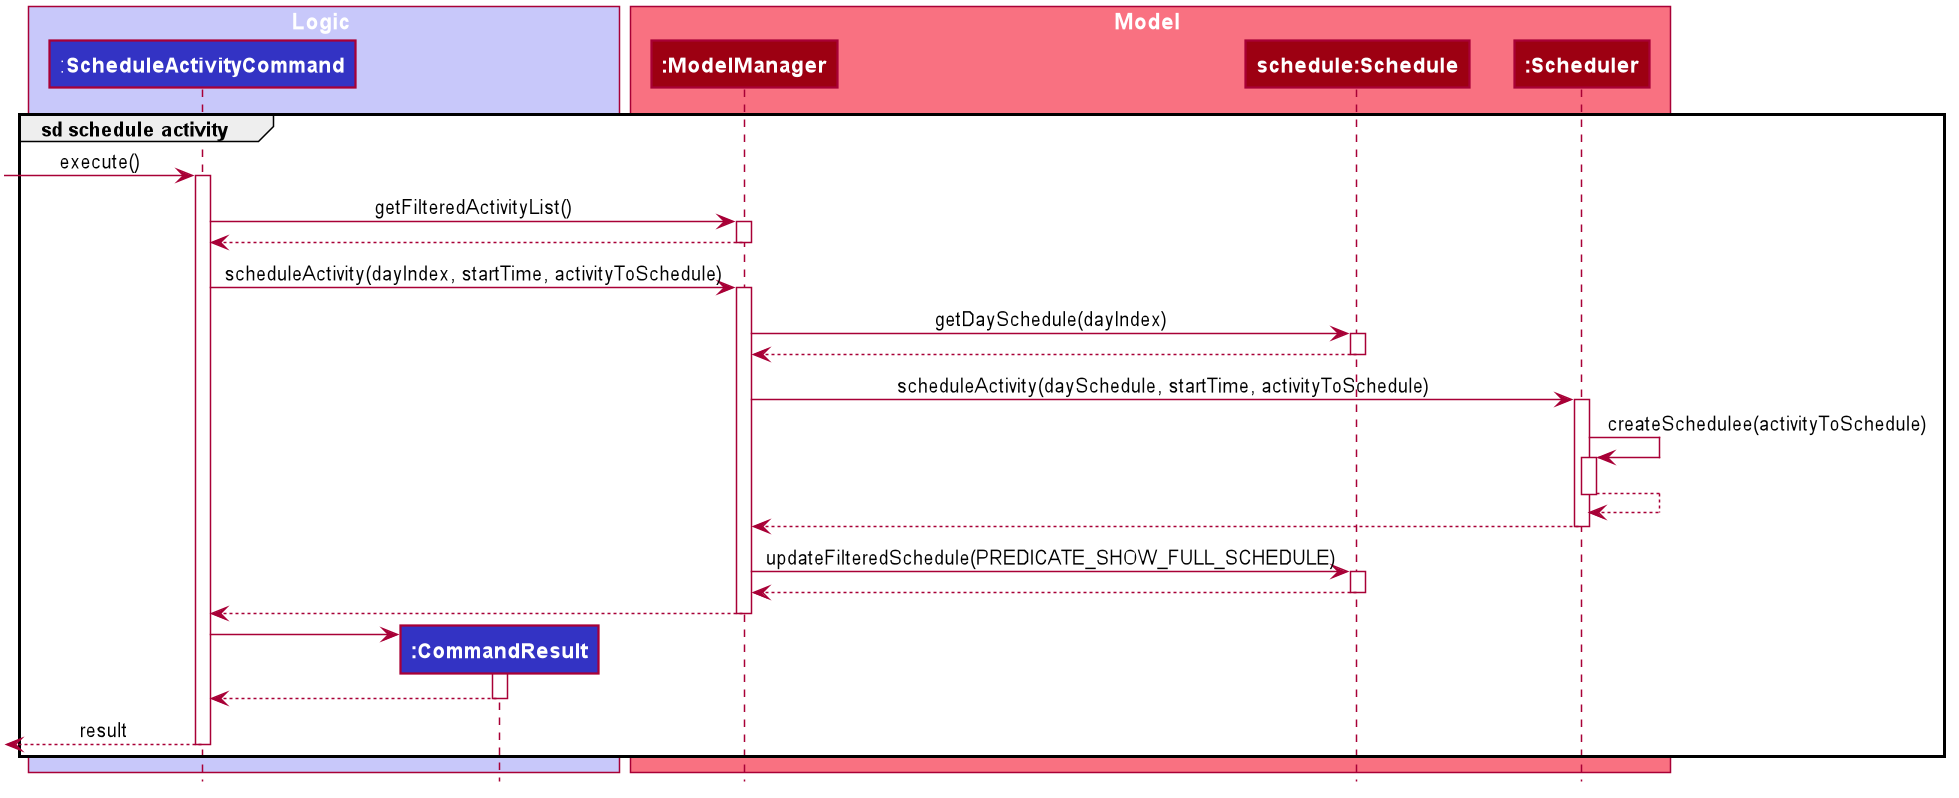 Logic
Model
:ScheduleActivityCommand
:ModelManager
schedule:Schedule
:Scheduler
sd schedule activity
execute()
getFilteredActivityList()
scheduleActivity(dayIndex, startTime, activityToSchedule)
getDaySchedule(dayIndex)
scheduleActivity(daySchedule, startTime, activityToSchedule)
createSchedulee(activityToSchedule)
updateFilteredSchedule(PREDICATE_SHOW_FULL_SCHEDULE)
:CommandResult
result